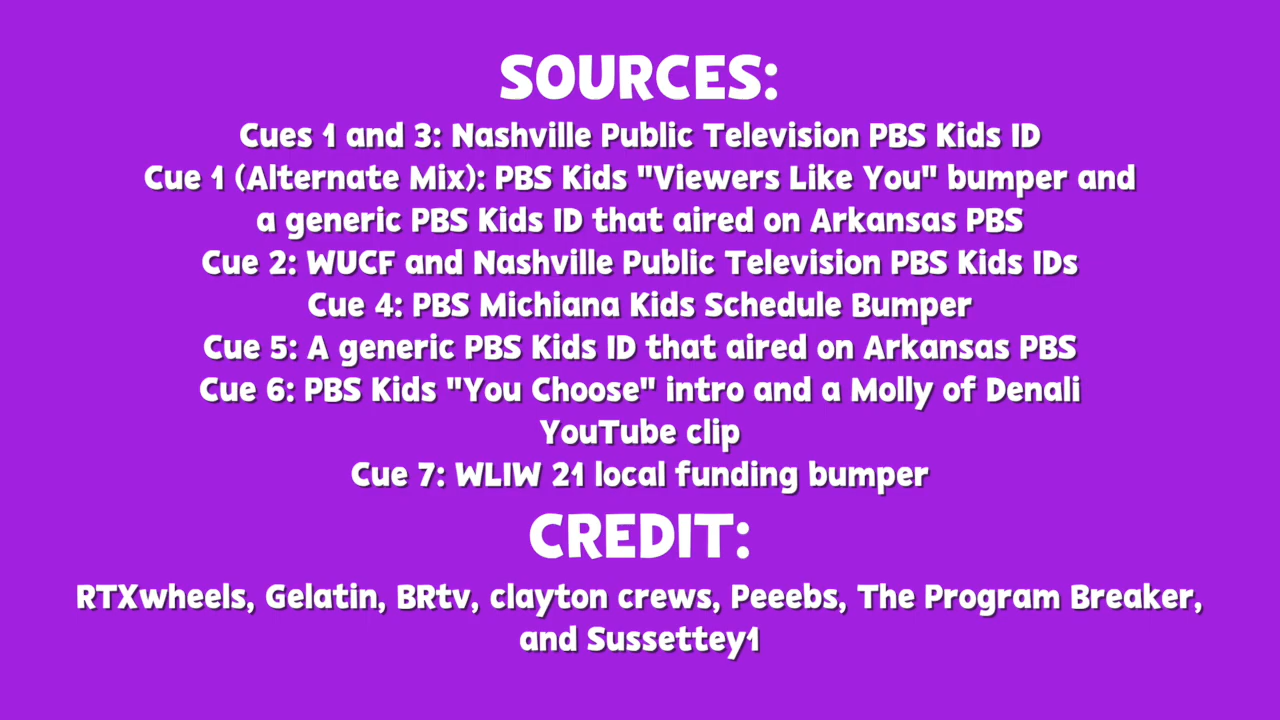 SOURCES:
Cues 1 and 3: Nashville Public Television PBS Kids ID
Cue 1 (Alternate Mix): PBS Kids "Viewers Like You" bumper and
a generic PBS Kids ID that aired on Arkansas PBS
Cue 2: WUCF and Nashville Public Television PBS Kids IDs
Cue 4: PBS Michiana Kids Schedule Bumper
Cue 5: A generic PBS Kids ID that aired on Arkansas PBS
Cue 6: PBS Kids "You Choose" intro and a Molly of Denali
YouTube clip
Cue 7: WLIW 21 local funding bumper
CREDIT:
RTXwheels, Gelatin, BRtv, clayton crews, Peeebs, The Program Breaker,
and Sussettey1